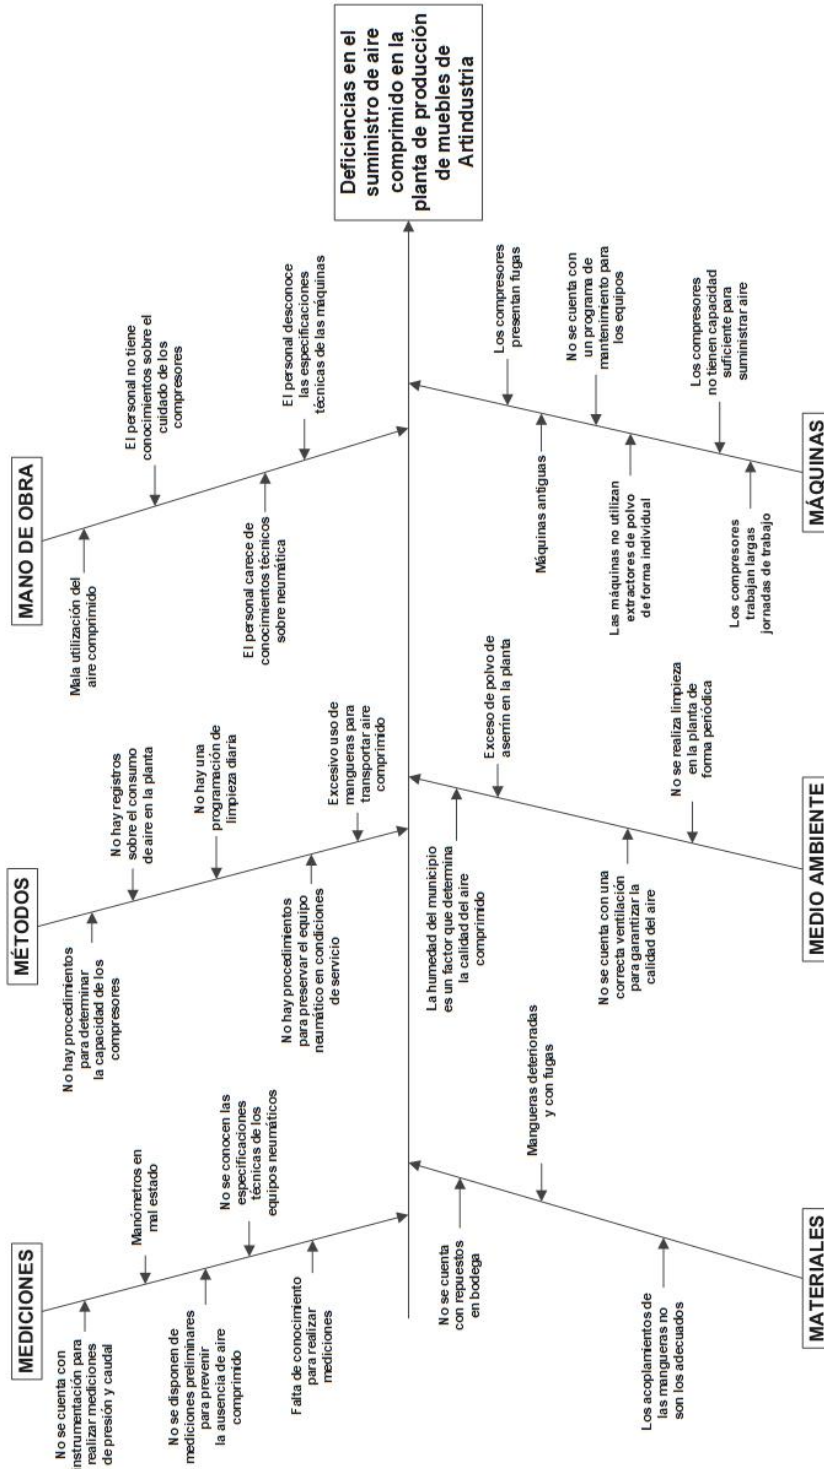 MEDICIONES
No se cuenta con
instrumentación para
realizar mediciones
de presión y caudal
Manómetros en
mal estado
No se disponen de
mediciones preliminares
para prevenir
la ausencia de aire
comprimido
No se conocen las
especificaciones
técnicas de los
equipos neumáticos
Falta de conocimiento
para realizar
mediciones
MÉTODOS
No hay procedimientos
para determinar
la capacidad de los
compresores
No hay registros
sobre el consumo
de aire en la planta
No hay una
programación de
limpieza diaria
No hay procedimientos
para preservar el equipo
neumático en condiciones
de servicio
Excesivo uso de
mangueras para
transportar aire
comprimido
MANO DE OBRA
Mala utilización del
aire comprimido
El personal no tiene
conocimientos sobre el
cuidado de los
compresores
El personal carece de
conocimientos técnicos
sobre neumática
El personal desconoce
las especificaciones
técnicas de las máquinas
Deficiencias en el
suministro de aire
comprimido en la
planta de producción
de muebles de
Artindustria
No se cuenta
con repuestos
en bodega
Mangueras deterioradas
y con fugas
Los acoplamientos de
las mangueras no
son los adecuados
MATERIALES
La humedad del municipio
es un factor que determina
la calidad del aire
comprimido
Exceso de polvo de
aserrín en la planta
No se cuenta con una
correcta ventilación
para garantizar la
calidad del aire
No se realiza limpieza
en la planta de
forma periódica
MEDIO AMBIENTE
Los compresores
presentan fugas
Máquinas antiguas
No se cuenta con
un programa de
mantenimiento para
los equipos
Las máquinas no utilizan
extractores de polvo
de forma individual
Los compresores
no tienen capacidad
suficiente para
suministrar aire
Los compresores
trabajan largas
jornadas de trabajo
MÁQUINAS